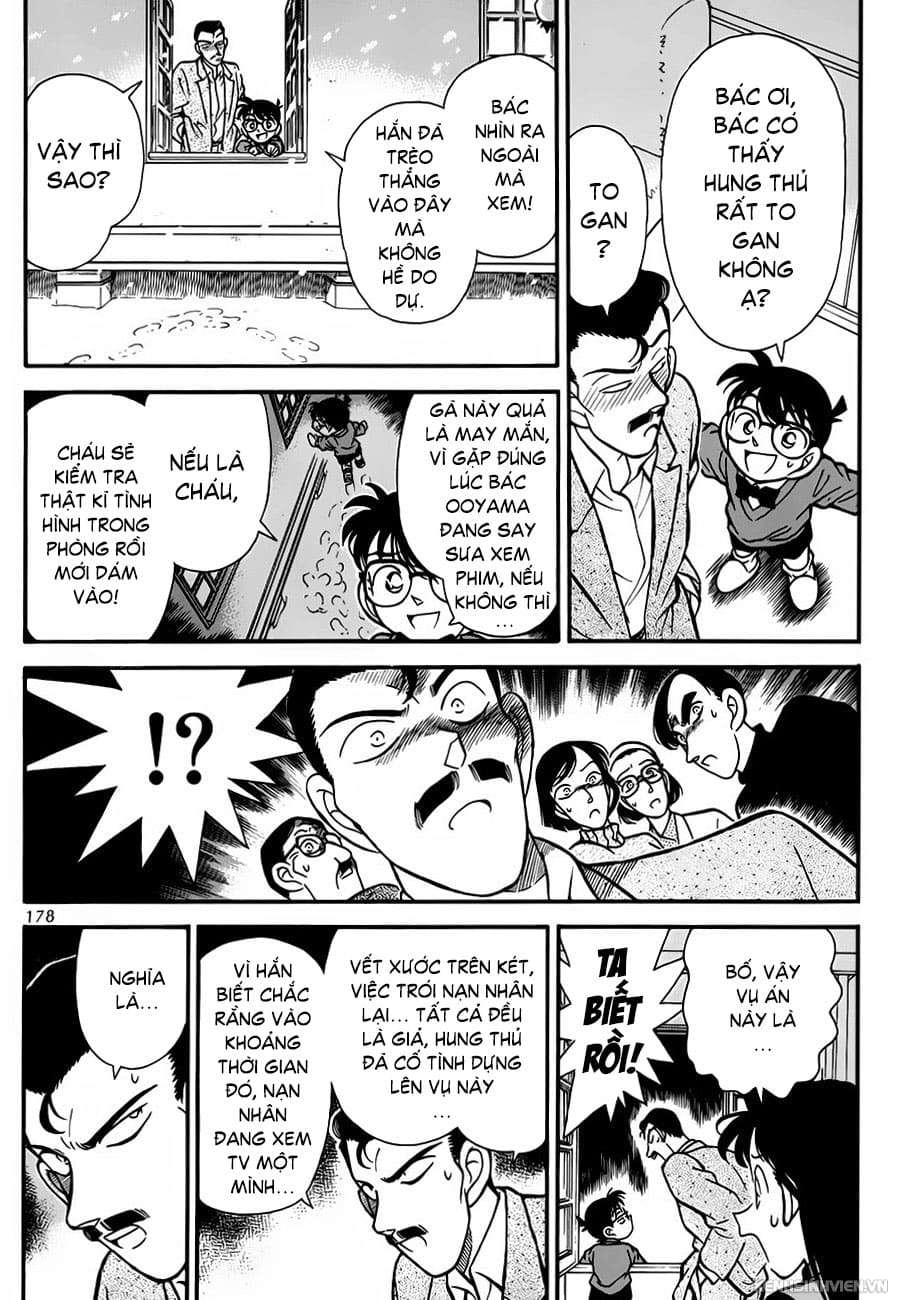 BÁC ƠI,
BÁC CÓ
THẤY
HUNG THỦ
RẤT TO
GAN
KHÔNG
Ạ?
TO
GAN
?
BÁC
NHÌN RA
NGOÀI
MÀ
XEM!
HẮN ĐÃ
TRÈO
THẲNG
VÀO ĐÂY
MÀ
KHÔNG
HỀ DO
DỰ.
VẬY THÌ
SAO?
GÃ NÀY QUẢ
LÀ MAY MẮN,
VÌ GẶP ĐÚNG
LÚC BÁC
OOYAMA
ĐANG SAY
SƯA XEM
PHIM, NẾU
KHÔNG THÌ
...
NẾU LÀ
CHÁU,
CHÁU SẼ
KIỂM TRA
THẬT KĨ TÌNH
HÌNH TRONG
PHÒNG RỒI
MỚI DÁM
VÀO!
!?
178
BỐ, VẬY
VỤ ÁN
NÀY LÀ
...
TA
BIẾT
RỒI!
VẾT XƯỚC TRÊN KÉT,
VIỆC TRÓI NẠN NHÂN
LẠI... TẤT CẢ ĐỀU
LÀ GIẢ, HUNG THỦ
ĐÃ CỐ TÌNH DỰNG
LÊN VỤ NÀY
...
VÌ HẮN
BIẾT CHẮC
RẰNG VÀO
KHOẢNG
THỜI GIAN
ĐÓ, NẠN
NHÂN
ĐANG XEM
TV MỘT
MÌNH...
NGHĨA
LÀ...
KENHSINHVIEN.VN